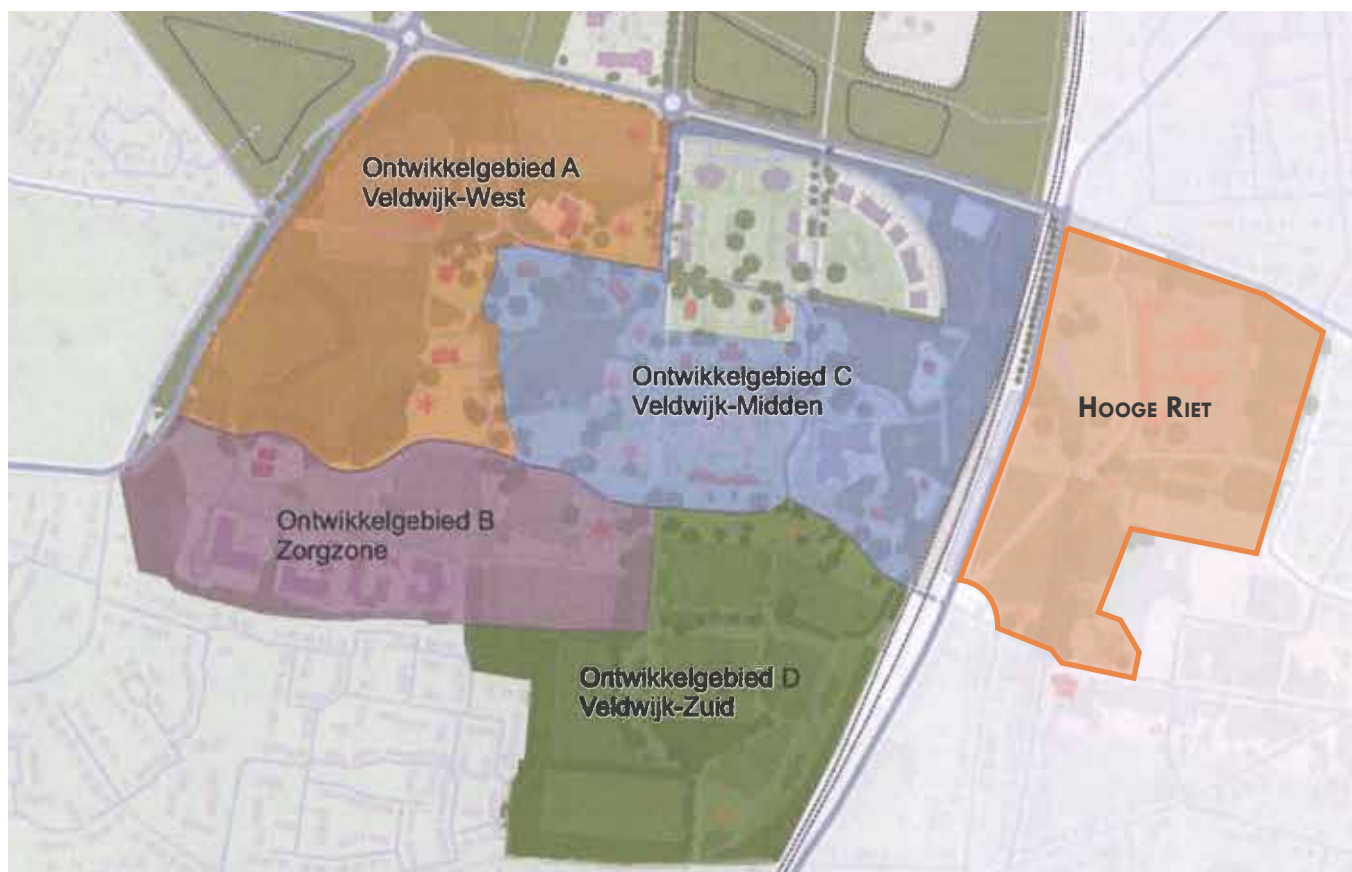 Ontwikkelgebied A
Veldwijk-West
Ontwikkelgebied C
Veldwijk-Midden
Hooge Riet
Ontwikkelgebied B
Zorgzone
Ontwikkelgebied D
Veldwijk-Zuid